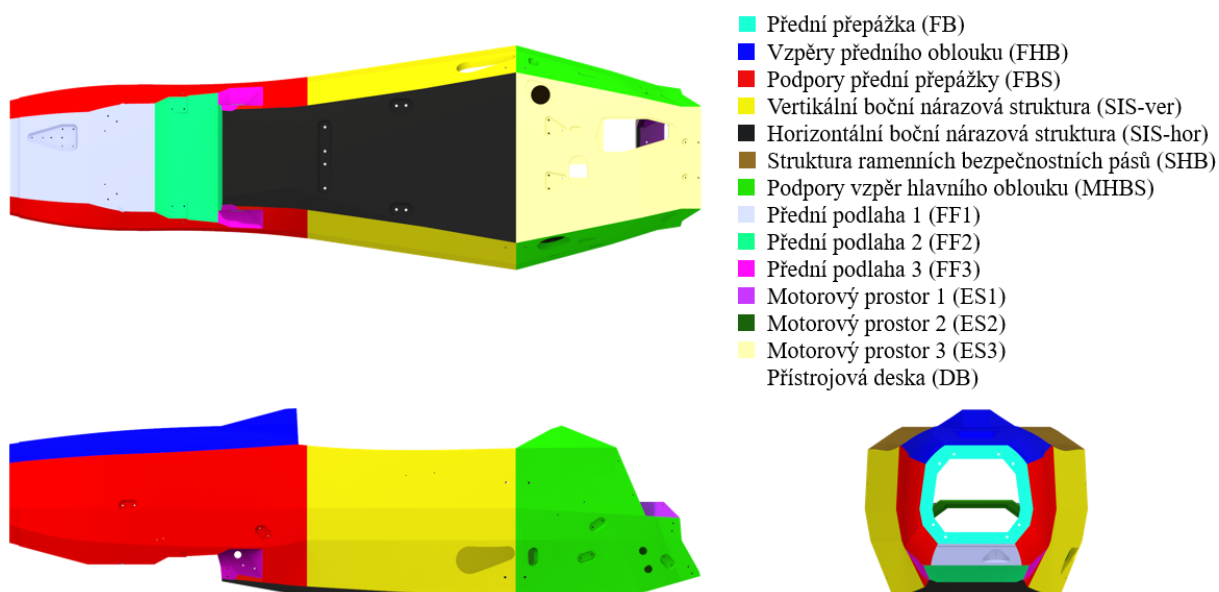 Přední přepážka (FB)
Vzpěry předního oblouku (FHB)
Podpory přední přepážky (FBS)
Vertikální boční nárazová struktura (SIS-ver)
Horizontální boční nárazová struktura (SIS-hor)
Struktura ramenních bezpečnostních pásů (SHB)
Podpory vzpěr hlavního oblouku (MHBS)
Přední podlaha 1 (FF1)
Přední podlaha 2 (FF2)
Přední podlaha 3 (FF3)
Motorový prostor 1 (ES1)
Motorový prostor 2 (ES2)
Motorový prostor 3 (ES3)
Přístrojová deska (DB)